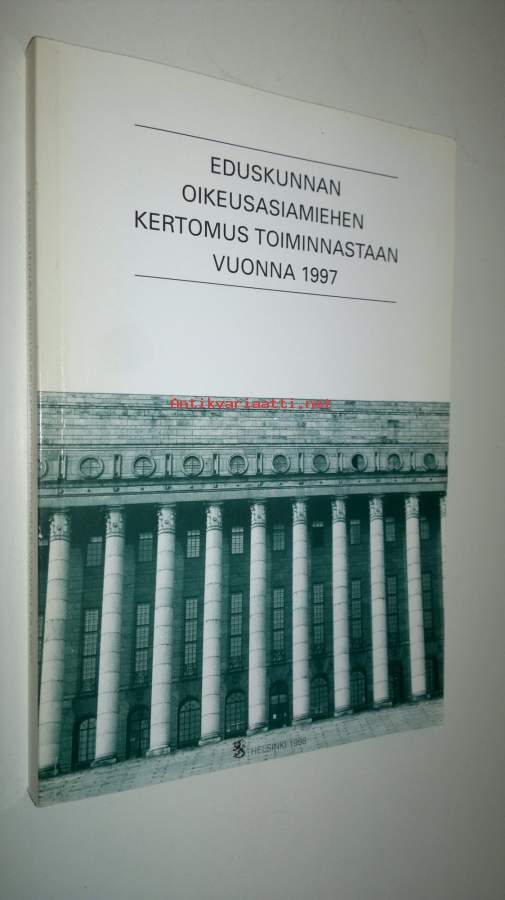 EDUSKUNNAN
OIKEUSASIAMIEHEN
KERTOMUS TOIMINNASTAAN
VUONNA 1997
Antikvariaatti.net
HELSINKI 1998